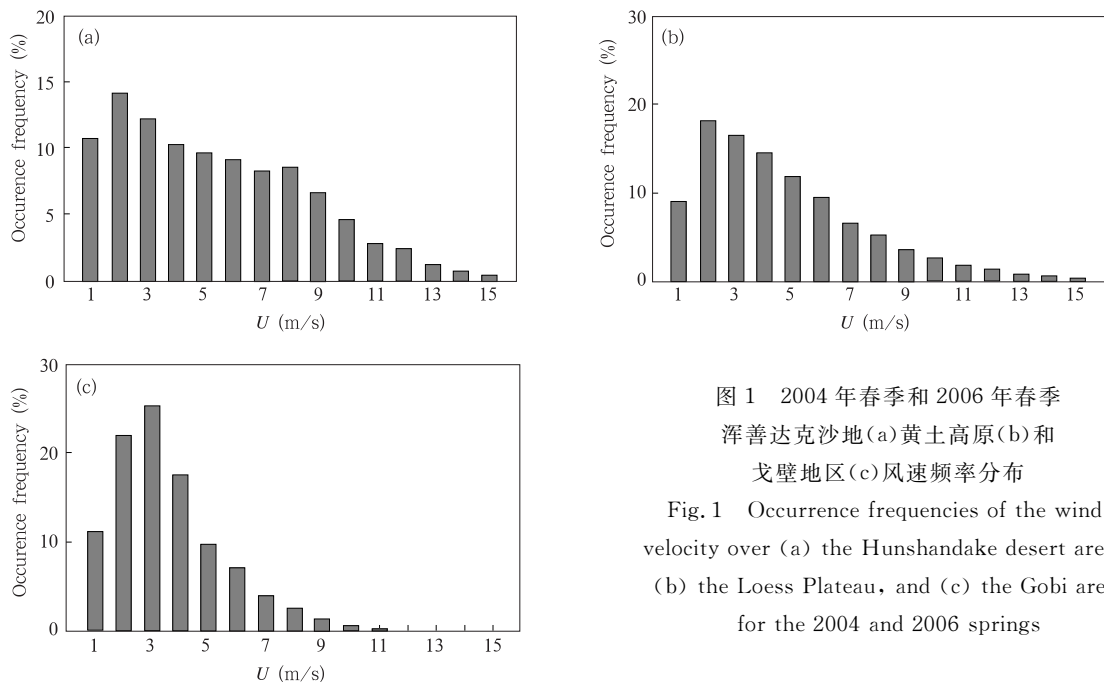 (a)
Occurence frequency (%)
20
15
10
5
0
1 3 5 7 9 11 13 15
U (m/s)
(b)
Occurence frequency (%)
30
20
10
0
1 3 5 7 9 11 13 15
U (m/s)
(c)
Occurence frequency (%)
30
20
10
0
1 3 5 7 9 11 13 15
U (m/s)
图 1 2004 年春季和 2006 年春季
浑善达克沙地(a)黄土高原(b)和
戈壁地区(c)风速频率分布
Fig. 1 Occurrence frequencies of the wind
velocity over (a) the Hunshandake desert are
(b) the Loess Plateau, and (c) the Gobi are
for the 2004 and 2006 springs